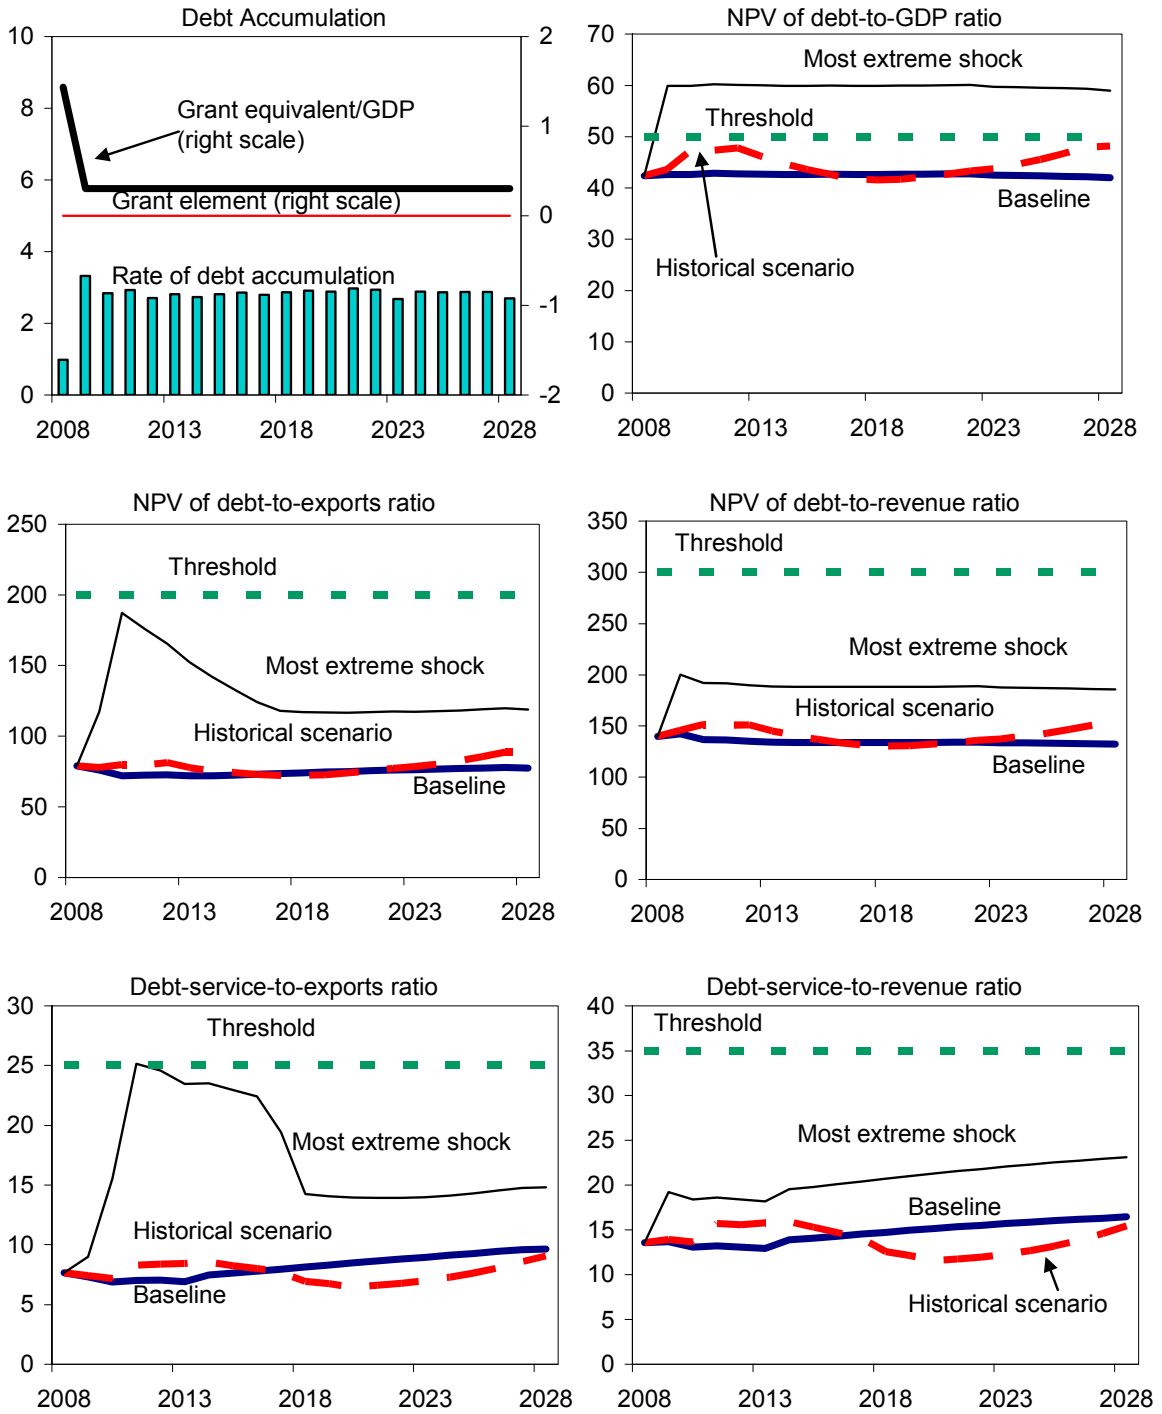 Debt Accumulation
10
8
6
4
2
0
2
1
0
-1
-2
Grant equivalent/GDP
(right scale)
Grant element (right scale)
Rate of debt accumulation
2008 2013 2018 2023 2028
NPV of debt-to-GDP ratio
70
60
50
40
30
20
10
0
Most extreme shock
Threshold
Baseline
Historical scenario
2008 2013 2018 2023 2028
NPV of debt-to-exports ratio
250
200
150
100
50
0
Threshold
Most extreme shock
Historical scenario
Baseline
2008 2013 2018 2023 2028
NPV of debt-to-revenue ratio
350
300
250
200
150
100
50
0
Threshold
Most extreme shock
Historical scenario
Baseline
2008 2013 2018 2023 2028
Debt-service-to-exports ratio
30
25
20
15
10
5
0
Threshold
Most extreme shock
Historical scenario
Baseline
2008 2013 2018 2023 2028
Debt-service-to-revenue ratio
40
35
30
25
20
15
10
5
0
Threshold
Most extreme shock
Baseline
Historical scenario
2008 2013 2018 2023 2028